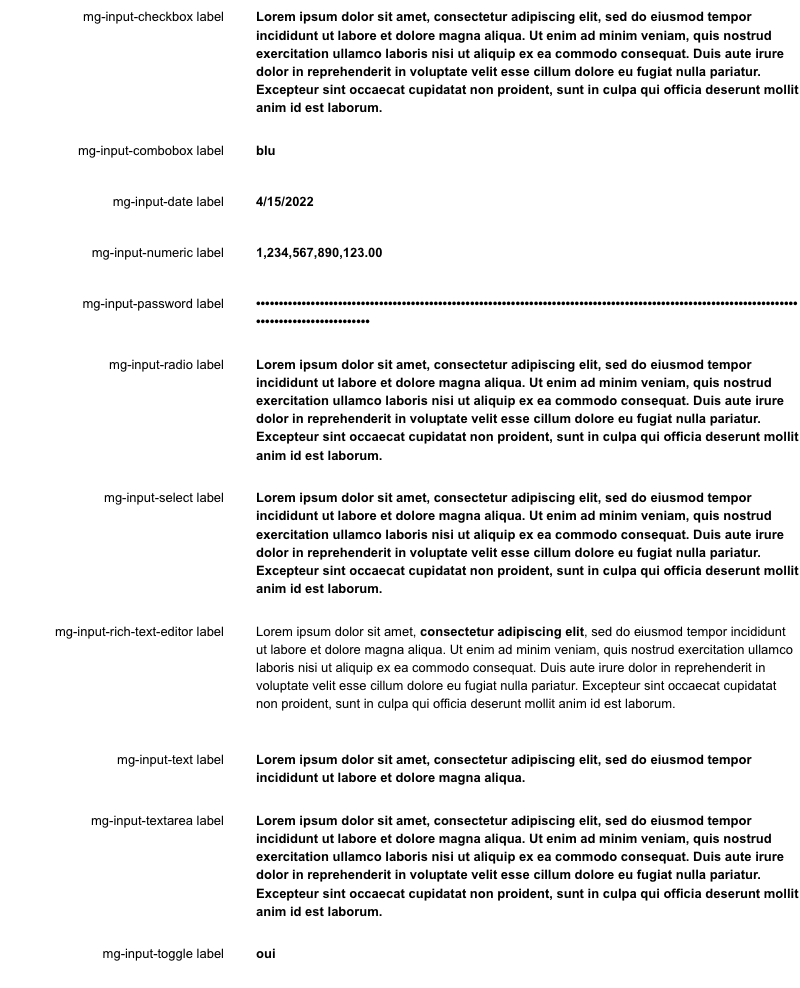 mg-input-checkbox label
Lorem ipsum dolor sit amet, consectetur adipiscing elit, sed do eiusmod tempor
incididunt ut labore et dolore magna aliqua. Ut enim ad minim veniam, quis nostrud
exercitation ullamco laboris nisi ut aliquip ex ea commodo consequat. Duis aute irure
dolor in reprehenderit in voluptate velit esse cillum dolore eu fugiat nulla pariatur.
Excepteur sint occaecat cupidatat non proident, sunt in culpa qui officia deserunt mollit
anim id est laborum.
mg-input-combobox label
blu
mg-input-date label
4/15/2022
mg-input-numeric label
1,234,567,890,123.00
mg-input-password label
mg-input-radio label
Lorem ipsum dolor sit amet, consectetur adipiscing elit, sed do eiusmod tempor
incididunt ut labore et dolore magna aliqua. Ut enim ad minim veniam, quis nostrud
exercitation ullamco laboris nisi ut aliquip ex ea commodo consequat. Duis aute irure
dolor in reprehenderit in voluptate velit esse cillum dolore eu fugiat nulla pariatur.
Excepteur sint occaecat cupidatat non proident, sunt in culpa qui officia deserunt mollit
anim id est laborum.
mg-input-select label
Lorem ipsum dolor sit amet, consectetur adipiscing elit, sed do eiusmod tempor
incididunt ut labore et dolore magna aliqua. Ut enim ad minim veniam, quis nostrud
exercitation ullamco laboris nisi ut aliquip ex ea commodo consequat. Duis aute irure
dolor in reprehenderit in voluptate velit esse cillum dolore eu fugiat nulla pariatur.
Excepteur sint occaecat cupidatat non proident, sunt in culpa qui officia deserunt mollit
anim id est laborum.
mg-input-rich-text-editor label
Lorem ipsum dolor sit amet, consectetur adipiscing elit, sed do eiusmod tempor incididunt
ut labore et dolore magna aliqua. Ut enim ad minim veniam, quis nostrud exercitation ullamco
laboris nisi ut aliquip ex ea commodo consequat. Duis aute irure dolor in reprehenderit in
voluptate velit esse cillum dolore eu fugiat nulla pariatur. Excepteur sint occaecat cupidatat
non proident, sunt in culpa qui officia deserunt mollit anim id est laborum.
mg-input-text label
Lorem ipsum dolor sit amet, consectetur adipiscing elit, sed do eiusmod tempor
incididunt ut labore et dolore magna aliqua.
mg-input-textarea label
Lorem ipsum dolor sit amet, consectetur adipiscing elit, sed do eiusmod tempor
incididunt ut labore et dolore magna aliqua. Ut enim ad minim veniam, quis nostrud
exercitation ullamco laboris nisi ut aliquip ex ea commodo consequat. Duis aute irure
dolor in reprehenderit in voluptate velit esse cillum dolore eu fugiat nulla pariatur.
Excepteur sint occaecat cupidatat non proident, sunt in culpa qui officia deserunt mollit
anim id est laborum.
mg-input-toggle label
oui